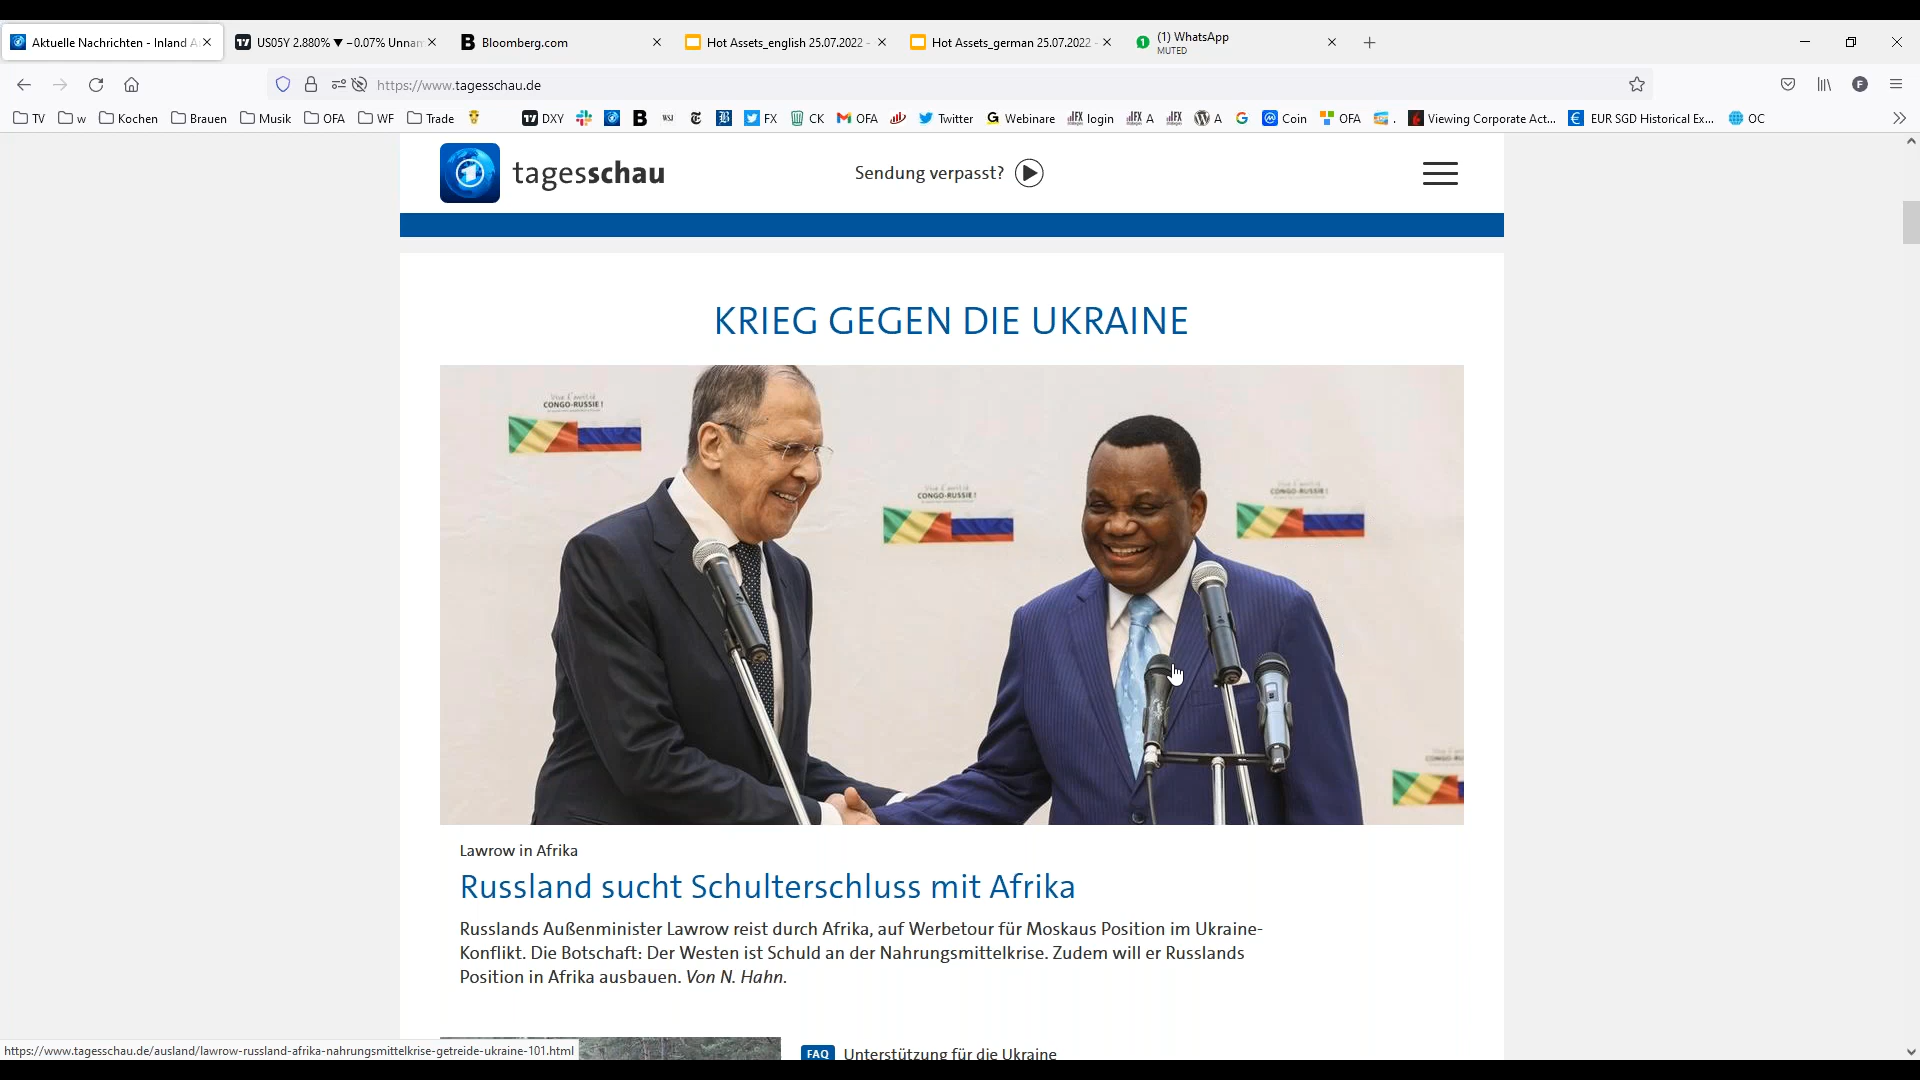 Aktuelle Nachrichten - Inland A
US05Y 2.880% ▼ −0.07% Unnam
Bloomberg.com
Hot Assets_english 25.07.2022 -
Hot Assets_german 25.07.2022 -
(1) WhatsApp
MUTED
https://www.tagesschau.de
TV
w
Kochen
Brauen
Musik
OFA
WF
Trade
DXY
FX
CK
OFA
Twitter
Webinare
login
A
A
Coin
OFA
.
Viewing Corporate Act...
EUR SGD Historical Ex...
OC
tagesschau
Sendung verpasst?
KRIEG GEGEN DIE UKRAINE
CONGO-RUSSIE !
CONGO-RUSSIE !
CONGO-RUSSIE !
Lawrow in Afrika
Russland sucht Schulterschluss mit Afrika
Russlands Außenminister Lawrow reist durch Afrika, auf Werbetour für Moskaus Position im Ukraine-
Konflikt. Die Botschaft: Der Westen ist Schuld an der Nahrungsmittelkrise. Zudem will er Russlands
Position in Afrika ausbauen. Von N. Hahn.
FAQ Unterstützung für die Ukraine
https://www.tagesschau.de/ausland/lawrow-russland-afrika-nahrungsmittelkrise-getreide-ukraine-101.html